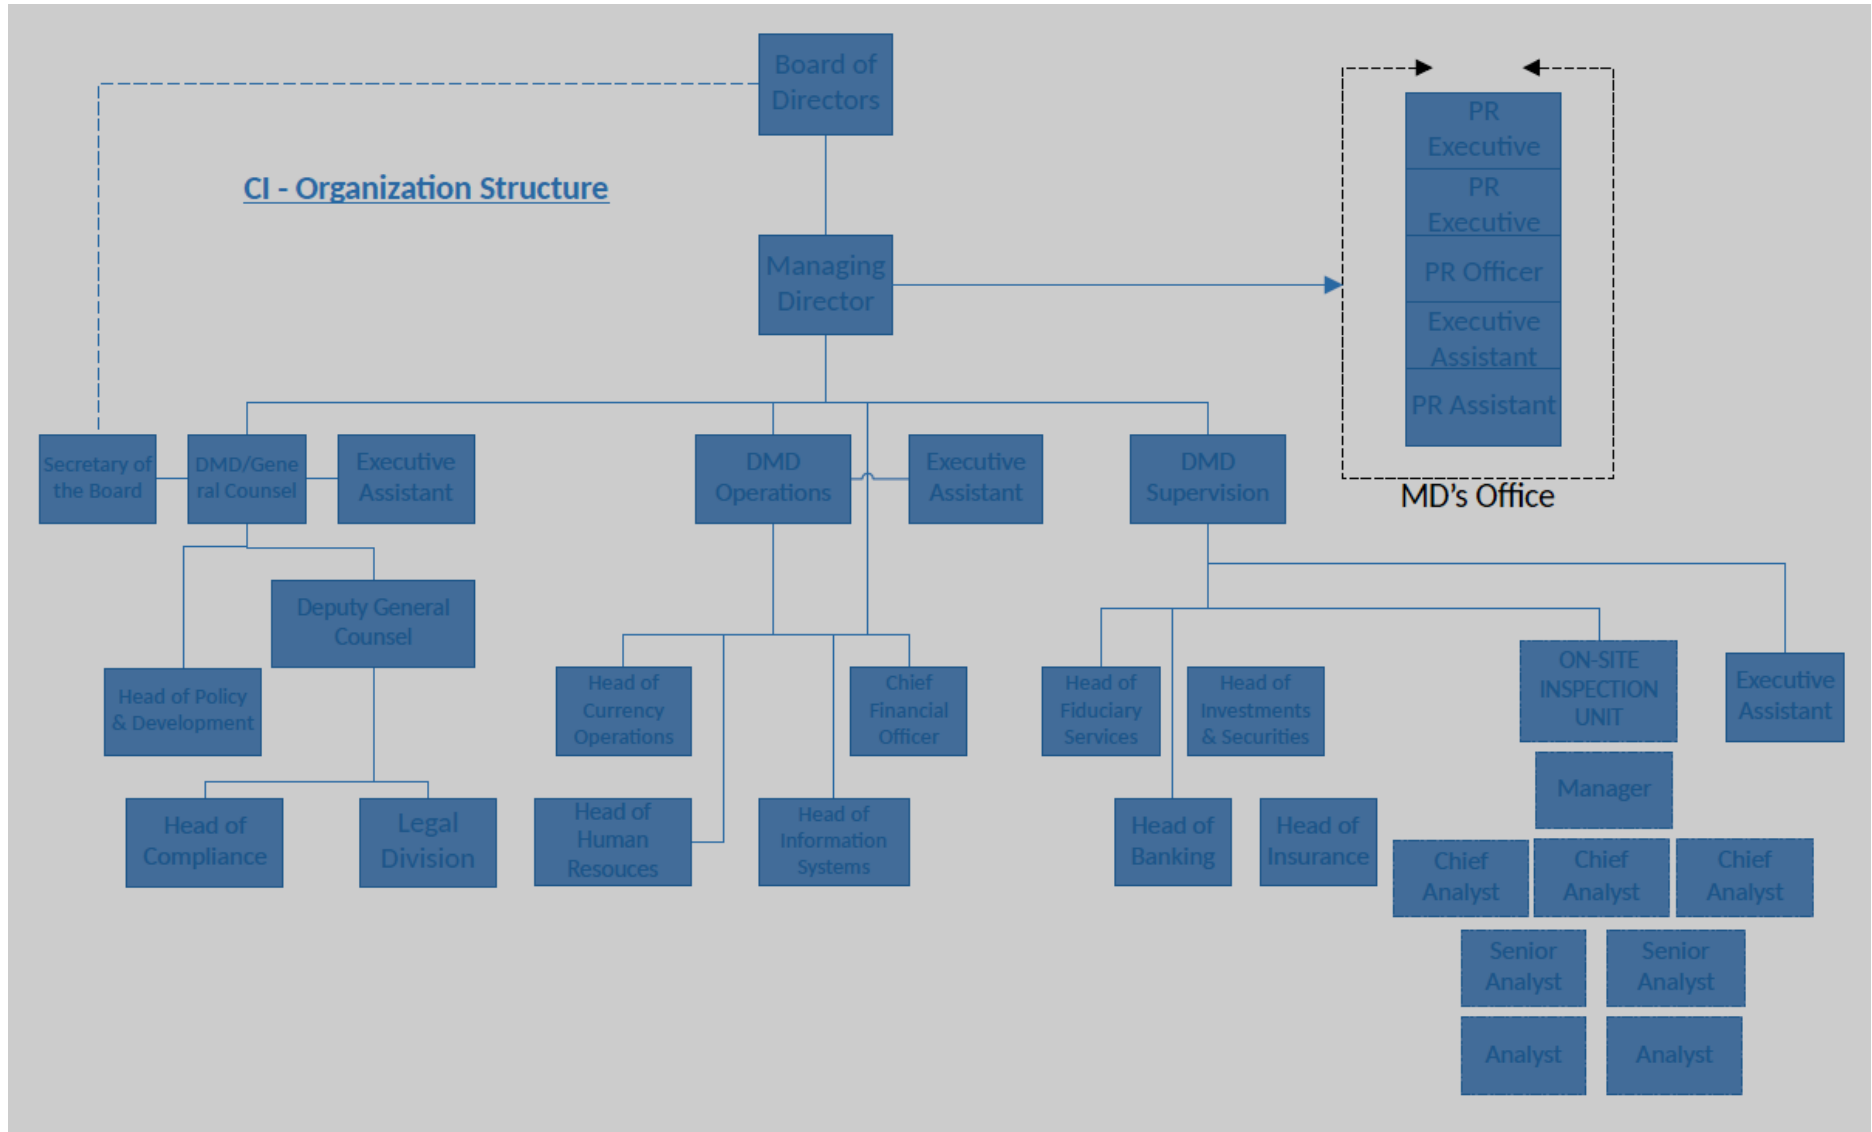 Board of
Directors
CI - Organization Structure
PR
Executive
PR
Executive
PR Officer
Executive
Assistant
PR Assistant
MD's Office
Managing
Director
Secretary of
the Board
DMD/Gene
ral Counsel
Executive
Assistant
DMD
Operations
Executive
Assistant
DMD
Supervision
Deputy General
Counsel
Head of Policy
& Development
Head of
Compliance
Legal
Division
Head of
Currency
Operations
Chief
Financial
Officer
Head of
Human
Resouces
Head of
Information
Systems
Head of
Fiduciary
Services
Head of
Investments
& Securities
Head of
Banking
Head of
Insurance
ON-SITE
INSPECTION
UNIT
Executive
Assistant
Manager
Chief
Analyst
Chief
Analyst
Chief
Analyst
Senior
Analyst
Senior
Analyst
Analyst
Analyst